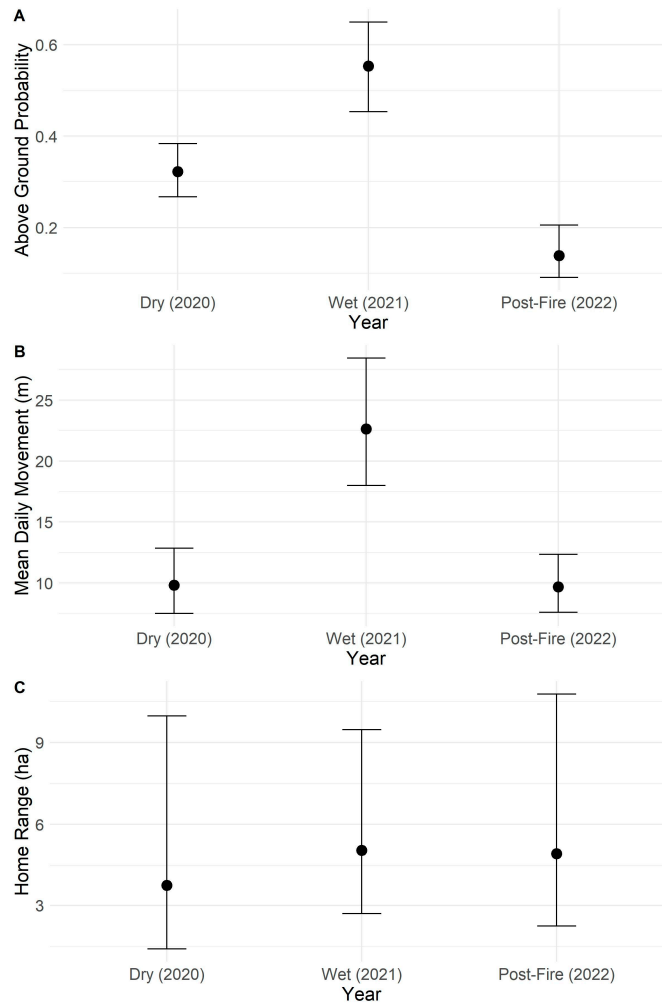 A
Above Ground Probability
0.6
0.4
0.2
Dry (2020) Wet (2021) Post-Fire (2022)
Year
B
Mean Daily Movement (m)
25
20
15
10
Dry (2020) Wet (2021) Post-Fire (2022)
Year
C
Home Range (ha)
9
6
3
Dry (2020) Wet (2021) Post-Fire (2022)
Year